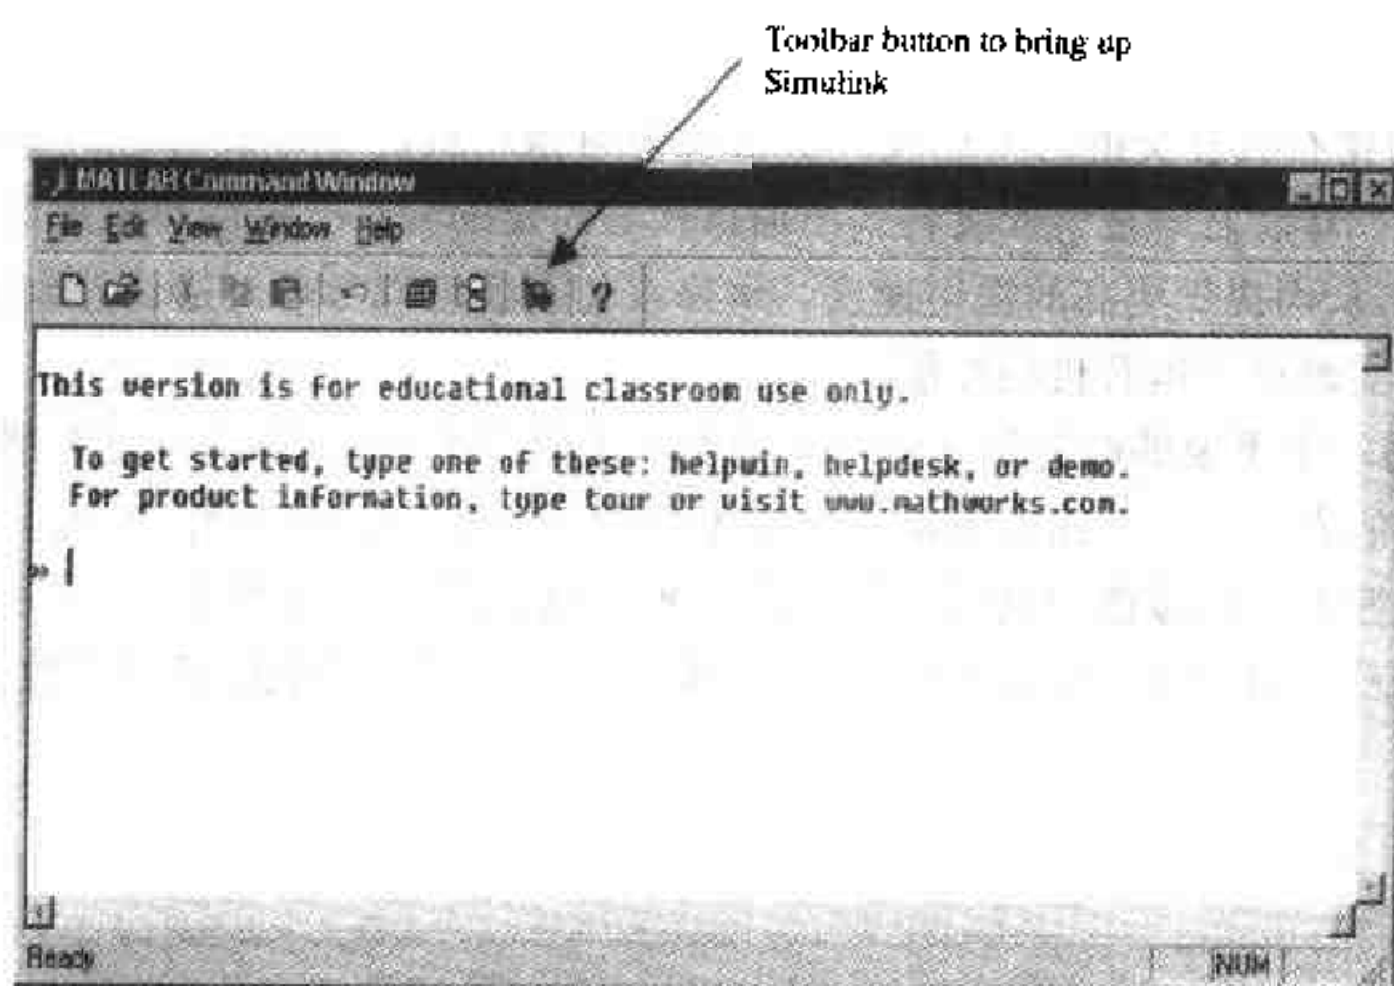 Toolbar button to bring up
Simulink
MATLAB Command Window
File Edit View Window Help
?
This version is for educational classroom use only.
To get started, type one of these: helpwin, helpdesk, or demo.
For product information, type tour or visit www.mathworks.com.
»
Ready
NUM